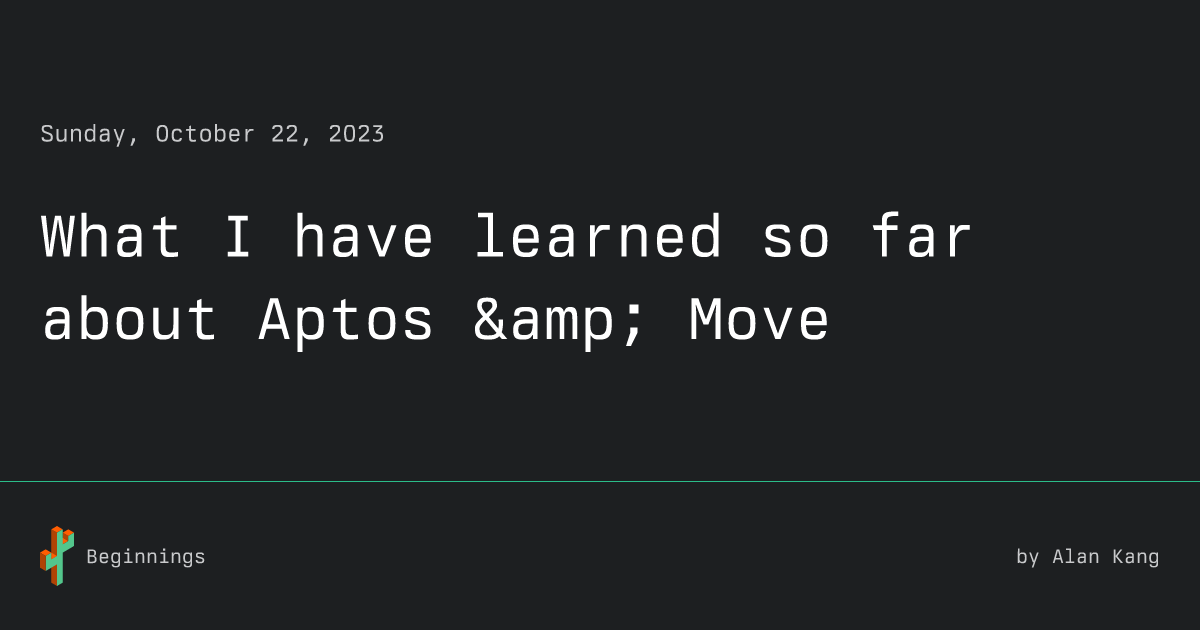 Sunday, October 22, 2023
What I have learned so far
about Aptos &amp; Move
Beginnings
by Alan Kang